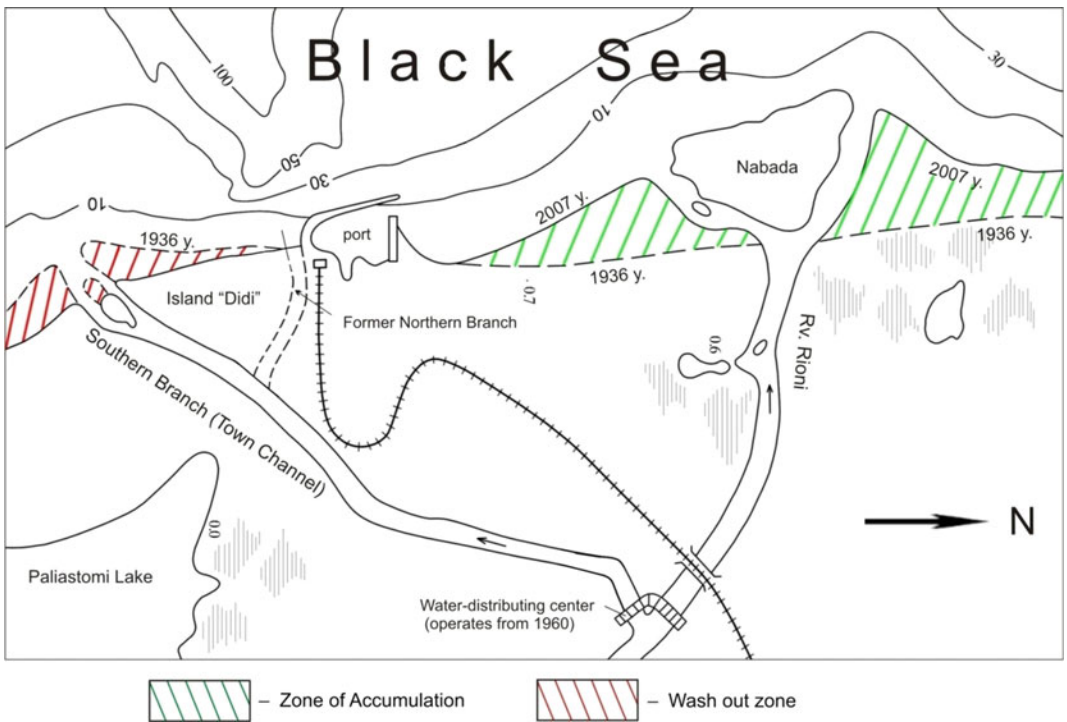 Black Sea
100
50
30
10
10
30
Nabada
2007 y.
2007 y.
1936 y.
port
1936 y.
1936 y.
Island “Didi”
0.7
Former Northern Branch
Rv. Rioni
0.6
Southern Branch (Town Channel)
0.0
N
Paliastomi Lake
Water-distributing center
(operates from 1960)
– Zone of Accumulation
– Wash out zone